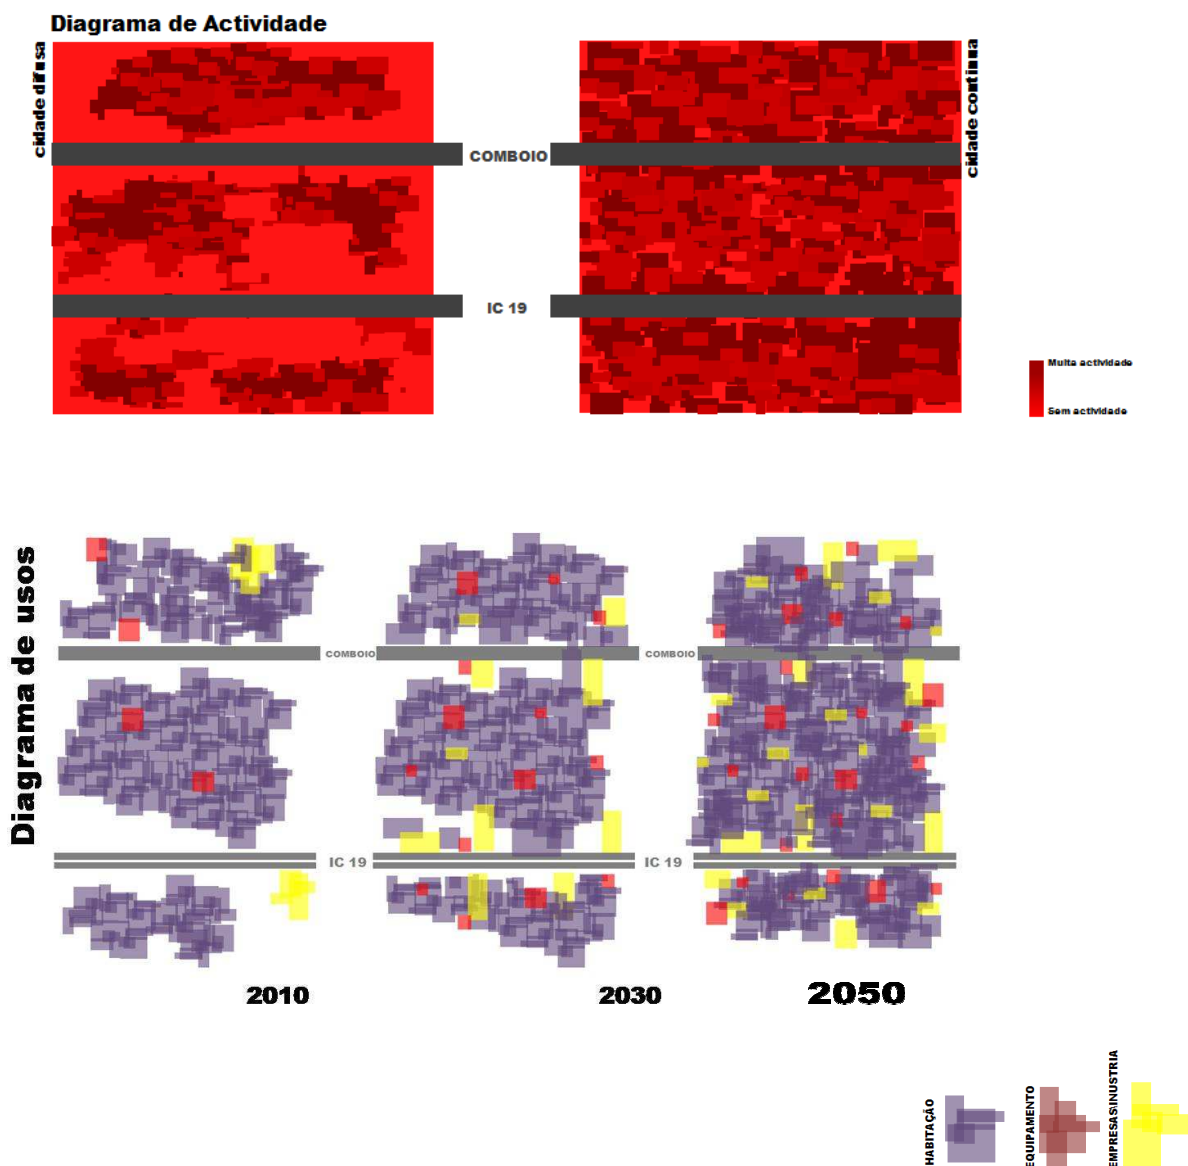 Diagrama de Actividade
cidade difusa
cidade continua
COMBOIO
IC 19
Muita actividade
Sem actividade
Diagrama de usos
COMBOIO
COMBOIO
IC 19
IC 19
2010
2030
2050
HABITAÇÃO
EQUIPAMENTO
EMPRESAS\INUSTRIA